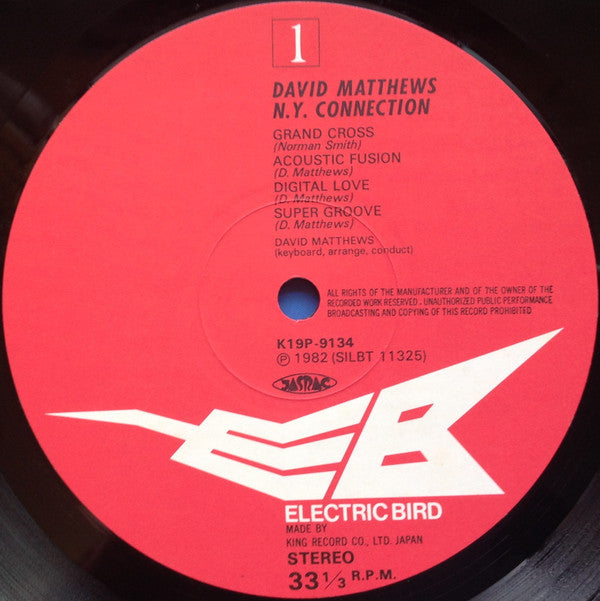 1
DAVID MATTHEWS
N.Y. CONNECTION
GRAND CROSS
(Norman Smith)
ACOUSTIC FUSION
(D. Matthews)
DIGITAL LOVE
(D. Matthews)
SUPER GROOVE
(D. Matthews)
DAVID MATTHEWS
(keyboard, arrange, conduct)
ALL RIGHTS OF THE MANUFACTURER AND OF THE OWNER OF THE
RECORDED WORK RESERVED. UNAUTHORIZED PUBLIC PERFORMANCE
BROADCASTING AND COPYING OF THIS RECORD PROHIBITED
K19P-9134
Ⓟ 1982 (SILBT 11325)
JASRAC
EB
ELECTRIC BIRD
MADE BY
KING RECORD CO., LTD. JAPAN
STEREO
33 1/3 R.P.M.